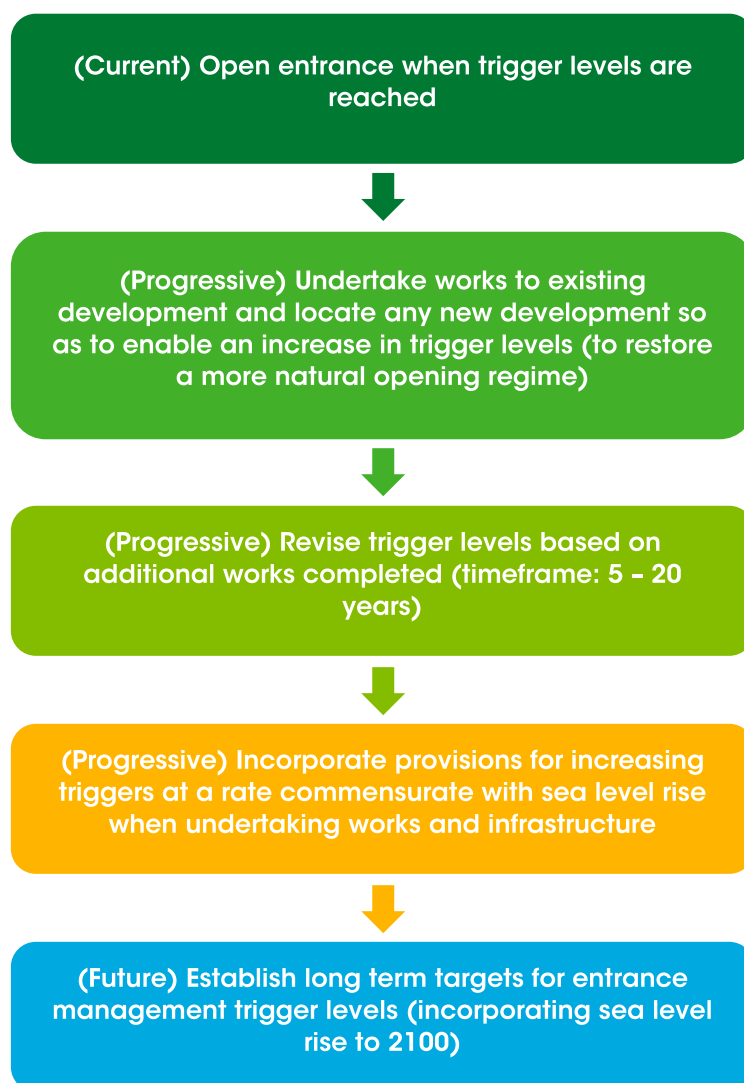 (Current) Open entrance when trigger levels are
reached
(Progressive) Undertake works to existing
development and locate any new development so
as to enable an increase in trigger levels (to restore
a more natural opening regime)
(Progressive) Revise trigger levels based on
additional works completed (timeframe: 5 – 20
years)
(Progressive) Incorporate provisions for increasing
triggers at a rate commensurate with sea level rise
when undertaking works and infrastructure
(Future) Establish long term targets for entrance
management trigger levels (incorporating sea level
rise to 2100)